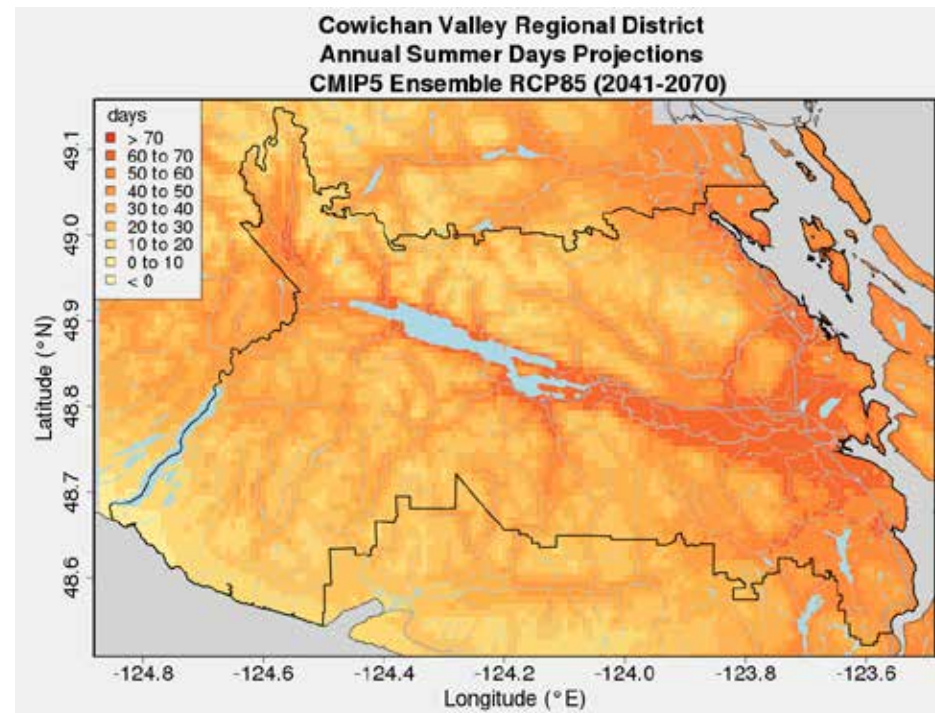 Cowichan Valley Regional District
Annual Summer Days Projections
CMIP5 Ensemble RCP85 (2041-2070)
days
> 70
60 to 70
50 to 60
40 to 50
30 to 40
20 to 30
10 to 20
0 to 10
< 0
49.1
49.0
48.9
48.8
48.7
48.6
Latitude (°N)
-124.8 -124.6 -124.4 -124.2 -124.0 -123.8 -123.6
Longitude (°E)